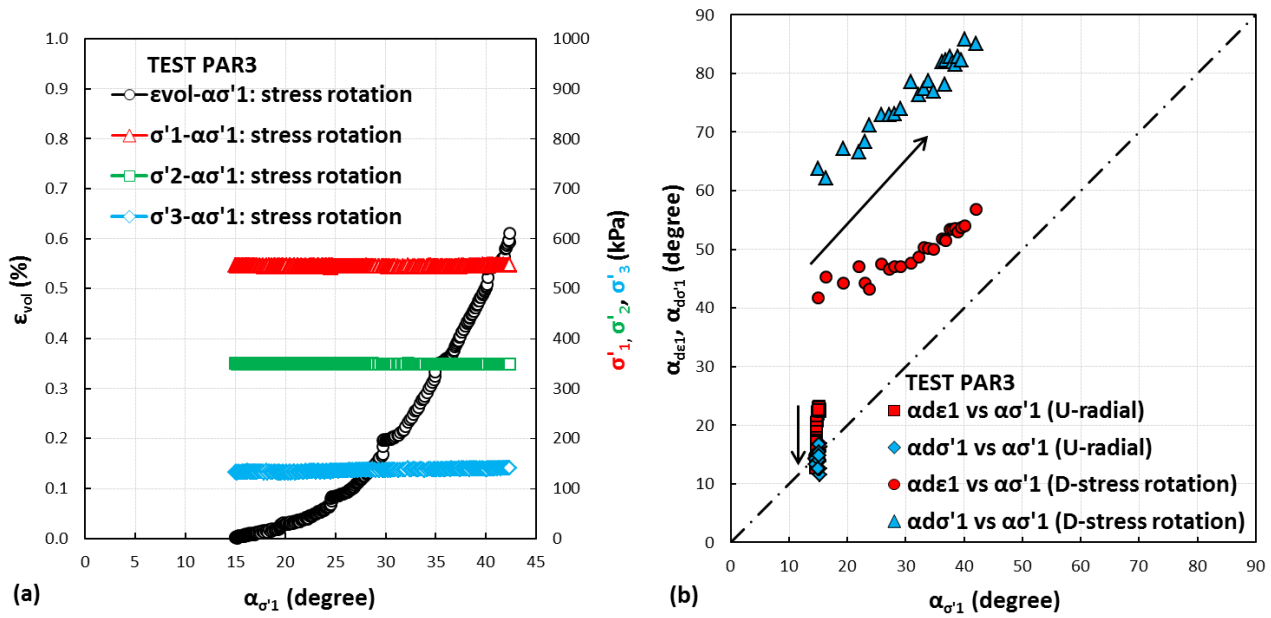 TEST PAR3
εvol-ασ'1: stress rotation
σ'1-ασ'1: stress rotation
σ'2-ασ'1: stress rotation
σ'3-ασ'1: stress rotation
1.0
0.9
0.8
0.7
0.6
0.5
0.4
0.3
0.2
0.1
0.0
εvol (%)
1000
900
800
700
600
500
400
300
200
100
0
σ'1, σ'2, σ'3 (kPa)
0 5 10 15 20 25 30 35 40 45
ασ'1 (degree)
(a)
90
80
70
60
50
40
30
20
10
0
αdε1, αdσ'1 (degree)
TEST PAR3
αdε1 vs ασ'1 (U-radial)
αdσ'1 vs ασ'1 (U-radial)
αdε1 vs ασ'1 (D-stress rotation)
αdσ'1 vs ασ'1 (D-stress rotation)
0 10 20 30 40 50 60 70 80 90
ασ'1 (degree)
(b)